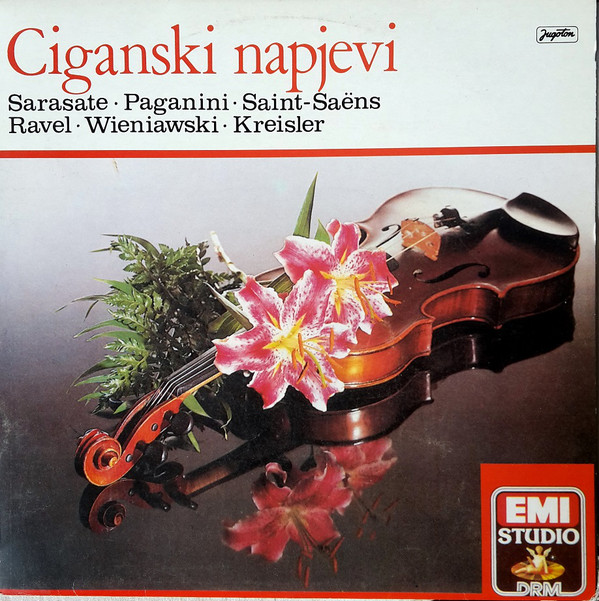 Ciganski napjevi
Jugoton
Sarasate · Paganini · Saint-Saëns
Ravel · Wieniawski · Kreisler
EMI
STUDIO
DRM